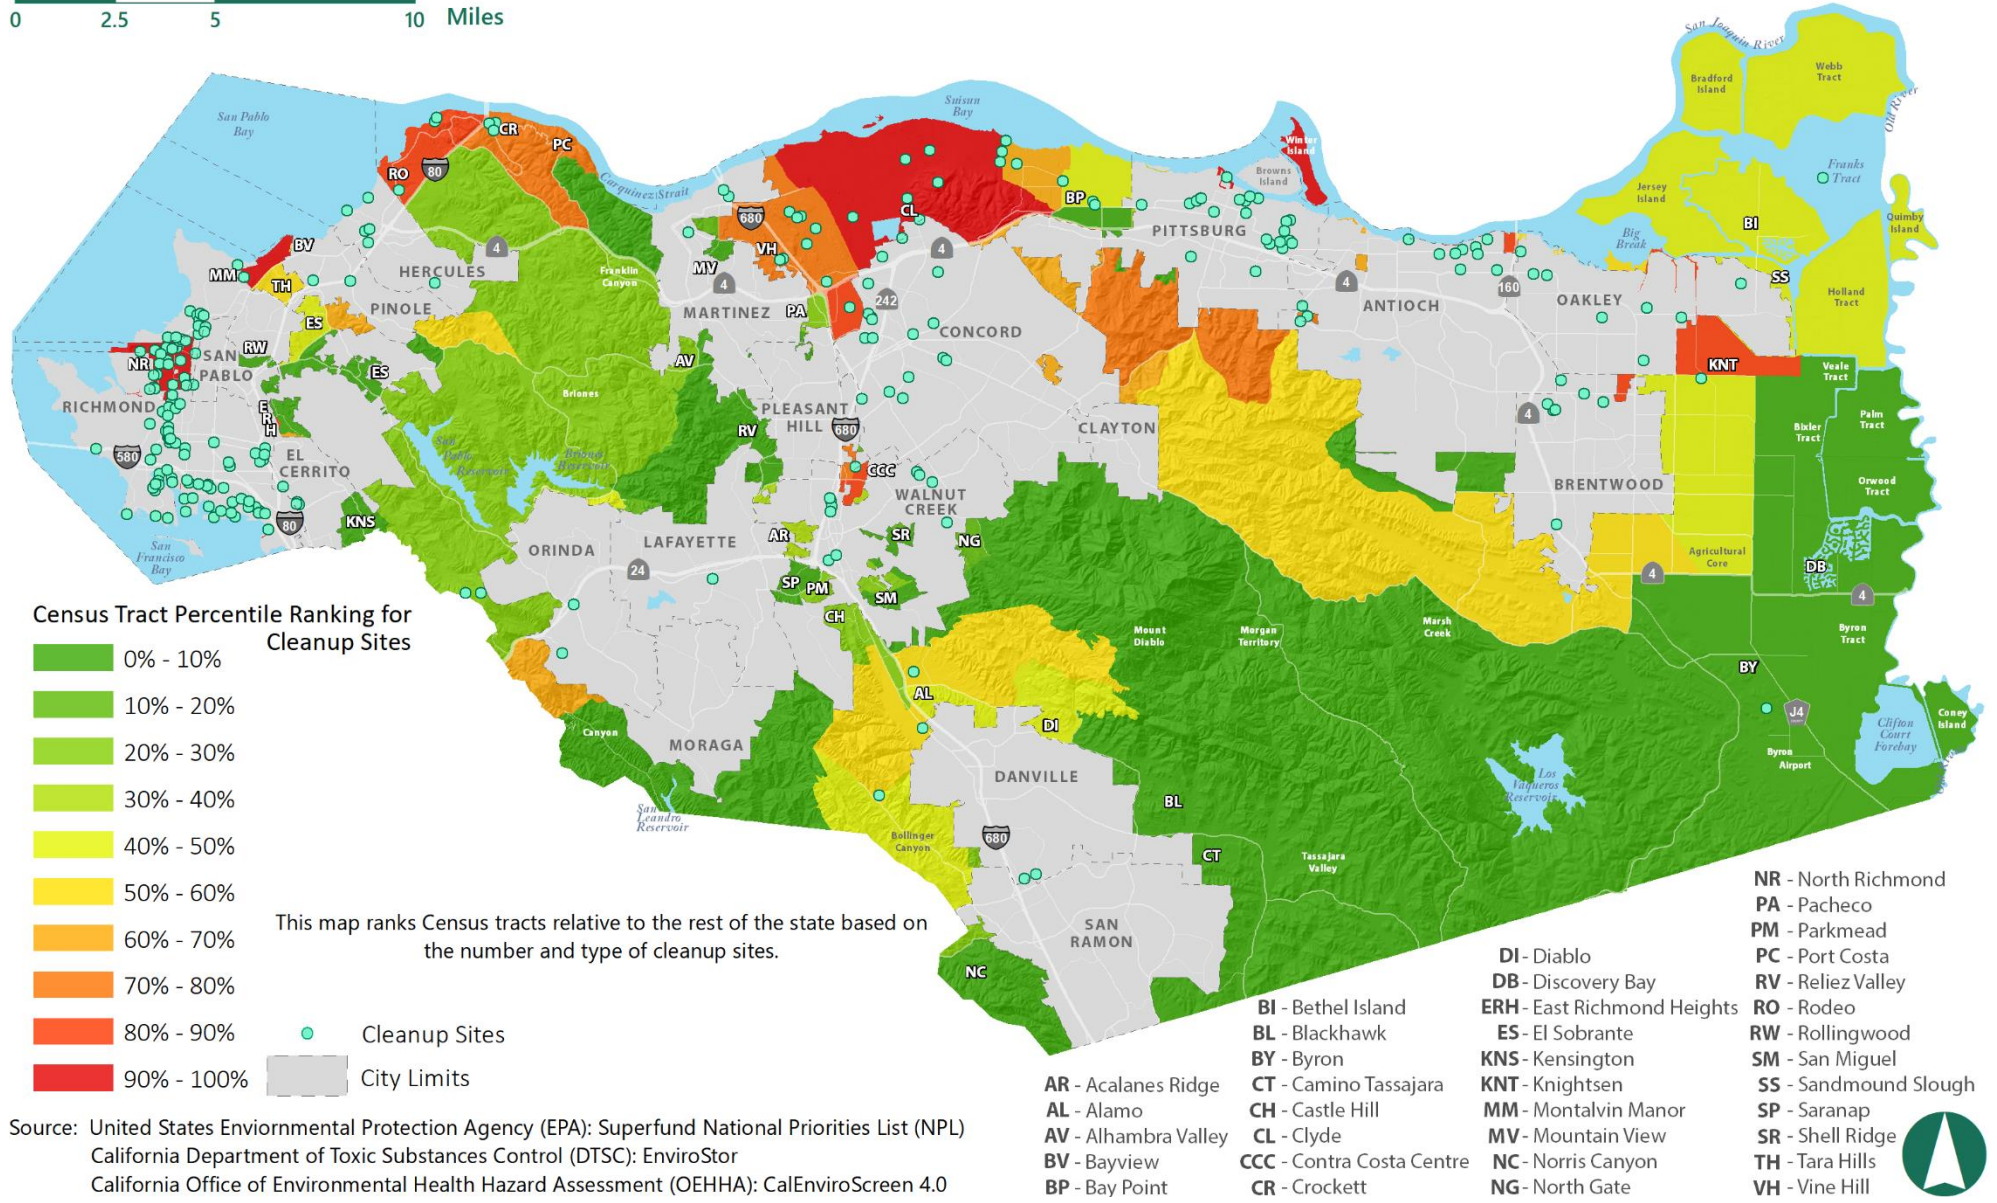 0 2.5 5 10 Miles
San Joaquin River
Bradford
Island
Webb
Tract
Old River
San Pablo
Bay
Suisun
Bay
CR
PC
RO
80
Carquinez Strait
Winter
Island
Browns
Island
Franks
Tract
Jersey
Island
BI
Quimby
Island
Big
Break
BP
PITTSBURG
CL
680
VH
4
BV
MM
TH
HERCULES
4
Franklin
Canyon
MV
4
MARTINEZ
PA
242
4
ANTIOCH
160
OAKLEY
SS
Holland
Tract
PINOLE
ES
CONCORD
NR
SAN
PABLO
RW
ES
AV
KNT
Veale
Tract
RICHMOND
E
R
H
Briones
PLEASANT
HILL
RV
680
CLAYTON
4
Bixler
Tract
Palm
Tract
580
EL
CERRITO
San
Pablo
Reservoir
Briones
Reservoir
CCC
WALNUT
CREEK
BRENTWOOD
Orwood
Tract
80
KNS
San
Francisco
Bay
ORINDA
LAFAYETTE
24
AR
SR
NG
Agricultural
Core
4
DB
4
SP
PM
SM
CH
Mount
Diablo
Morgan
Territory
Marsh
Creek
Byron
Tract
BY
AL
DI
J4
Clifton
Court
Forebay
Coney
Island
Byron
Airport
Canyon
MORAGA
DANVILLE
BL
Los
Vaqueros
Reservoir
San
Leandro
Reservoir
Bollinger
Canyon
680
CT
Tassajara
Valley
SAN
RAMON
NC
Census Tract Percentile Ranking for
Cleanup Sites
0% - 10%
10% - 20%
20% - 30%
30% - 40%
40% - 50%
50% - 60%
60% - 70%
70% - 80%
80% - 90%
90% - 100%
This map ranks Census tracts relative to the rest of the state based on
the number and type of cleanup sites.
Cleanup Sites
City Limits
AR - Acalanes Ridge
AL - Alamo
AV - Alhambra Valley
BV - Bayview
BP - Bay Point
BI - Bethel Island
BL - Blackhawk
BY - Byron
CT - Camino Tassajara
CH - Castle Hill
CL - Clyde
CCC - Contra Costa Centre
CR - Crockett
DI - Diablo
DB - Discovery Bay
ERH - East Richmond Heights
ES - El Sobrante
KNS - Kensington
KNT - Knightsen
MM - Montalvin Manor
MV - Mountain View
NC - Norris Canyon
NG - North Gate
NR - North Richmond
PA - Pacheco
PM - Parkmead
PC - Port Costa
RV - Reliez Valley
RO - Rodeo
RW - Rollingwood
SM - San Miguel
SS - Sandmound Slough
SP - Saranap
SR - Shell Ridge
TH - Tara Hills
VH - Vine Hill
Source: United States Enviornmental Protection Agency (EPA): Superfund National Priorities List (NPL)
California Department of Toxic Substances Control (DTSC): EnviroStor
California Office of Environmental Health Hazard Assessment (OEHHA): CalEnviroScreen 4.0